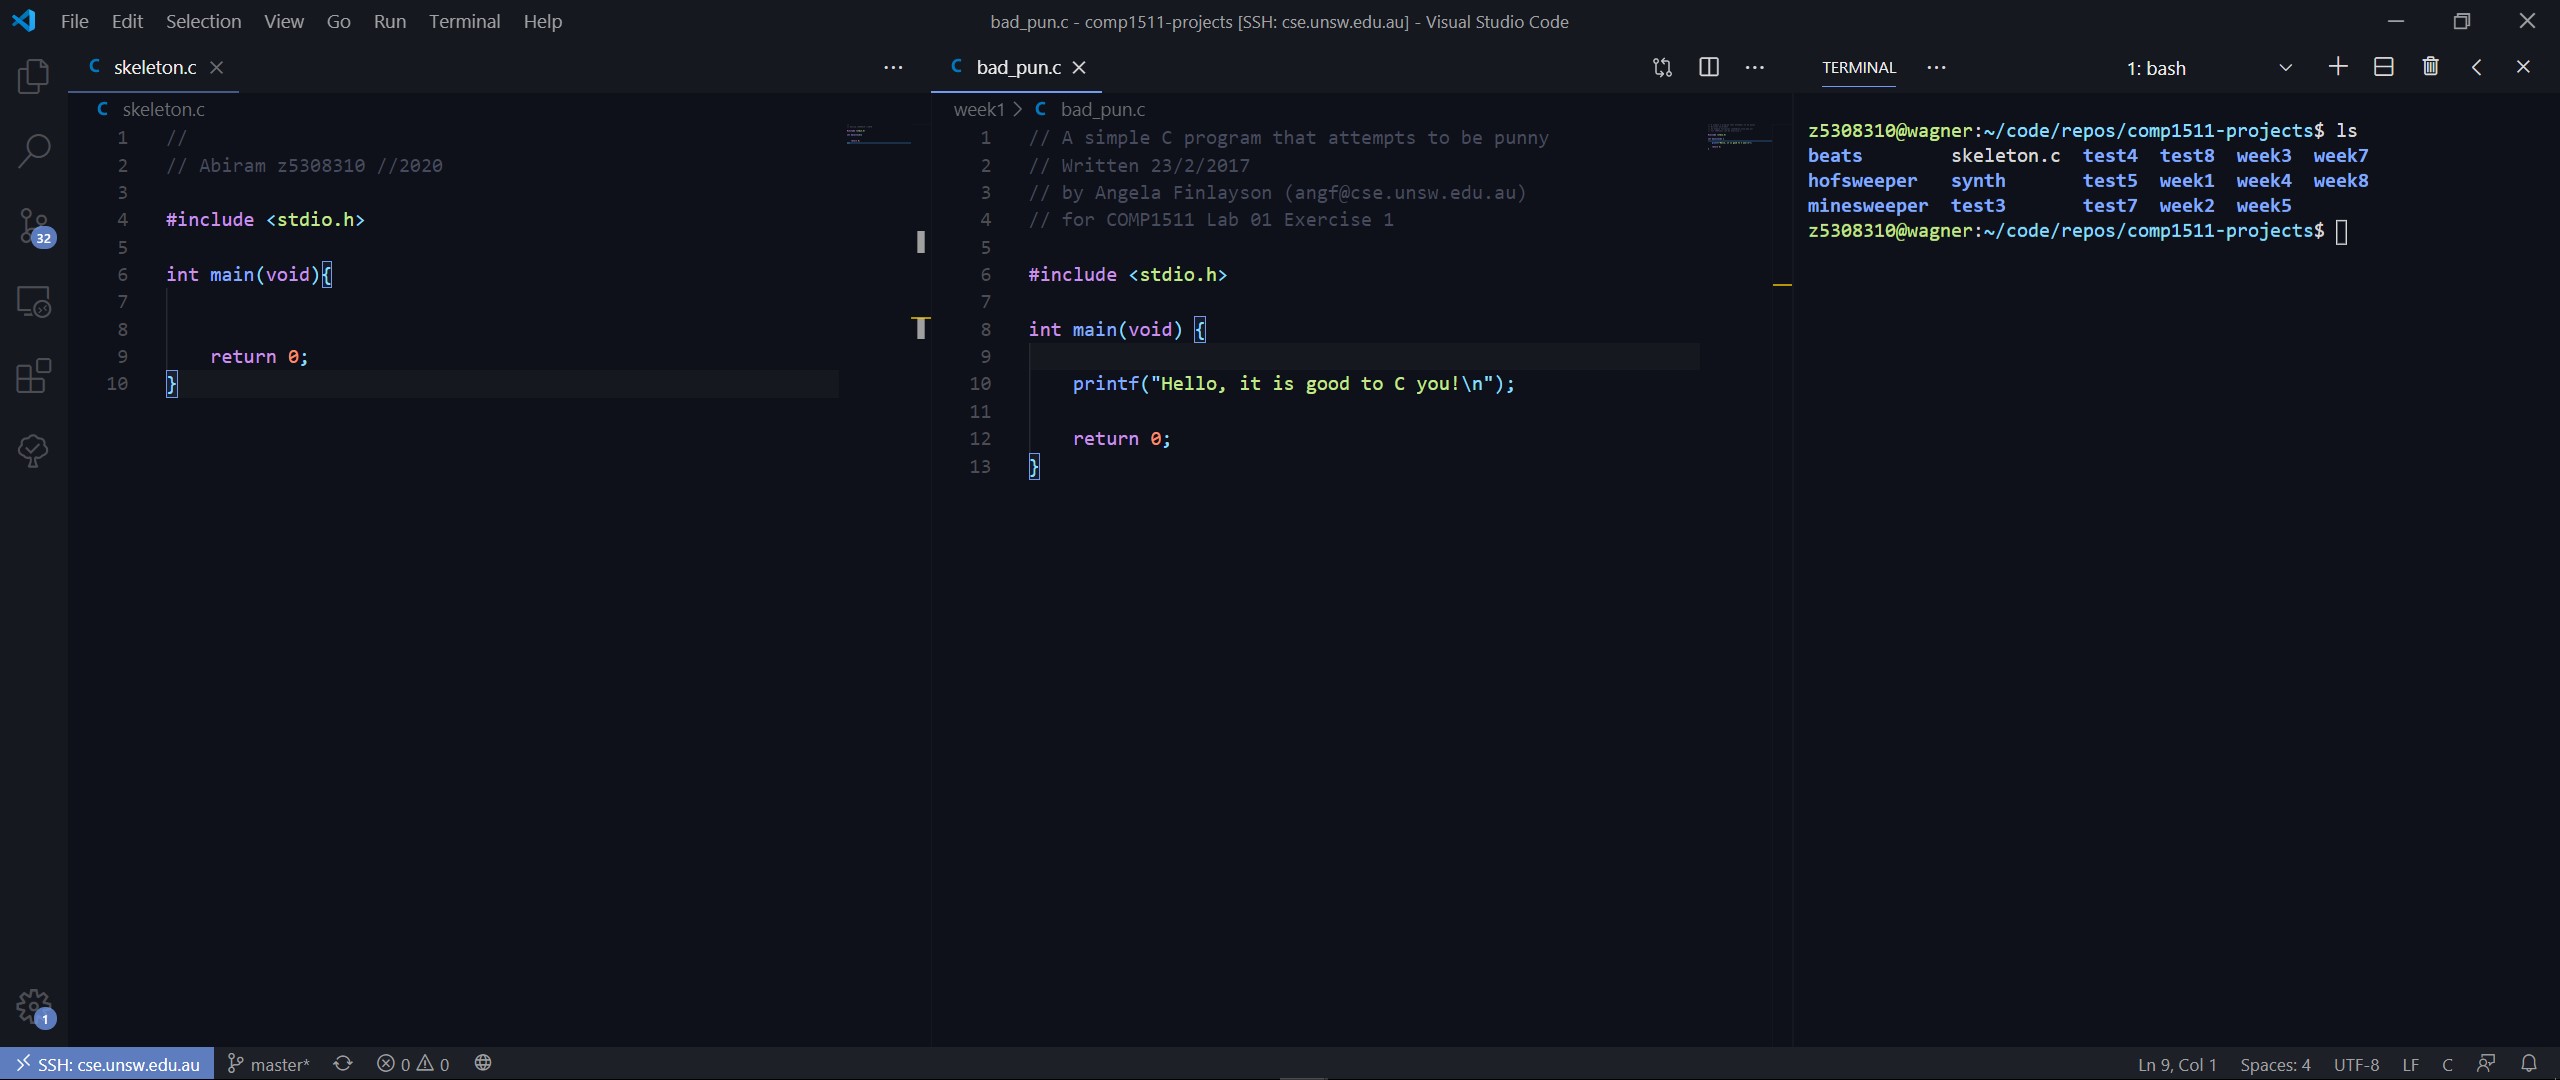 File Edit Selection View Go Run Terminal Help
bad_pun.c - comp1511-projects [SSH: cse.unsw.edu.au] - Visual Studio Code
C skeleton.c
C skeleton.c
1 //
2 // Abiram z5308310 //2020
3
4 #include <stdio.h>
5
6 int main(void){
7
8
9 return 0;
10 }
C bad_pun.c
week1 > C bad_pun.c
1 // A simple C program that attempts to be punny
2 // Written 23/2/2017
3 // by Angela Finlayson (angf@cse.unsw.edu.au)
4 // for COMP1511 Lab 01 Exercise 1
5
6 #include <stdio.h>
7
8 int main(void) {
9
10 printf("Hello, it is good to C you!\n");
11
12 return 0;
13 }
TERMINAL
1: bash
z5308310@wagner:~/code/repos/comp1511-projects$ ls
beats skeleton.c test4 test8 week3 week7
hofsweeper synth test5 week1 week4 week8
minesweeper test3 test7 week2 week5
z5308310@wagner:~/code/repos/comp1511-projects$
32
1
SSH: cse.unsw.edu.au master* 0 0
Ln 9, Col 1 Spaces: 4 UTF-8 LF C